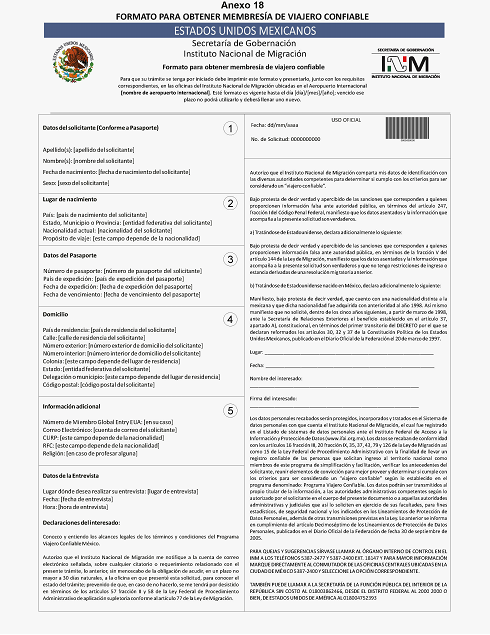 Anexo 18
FORMATO PARA OBTENER MEMBRESÍA DE VIAJERO CONFIABLE
ESTADOS UNIDOS MEXICANOS
Secretaría de Gobernación
Instituto Nacional de Migración
Formato para obtener membresía de viajero confiable
Para que su trámite se tenga por iniciado debe imprimir este formato y presentarlo, junto con los requisitos
correspondientes, en las oficinas del Instituto Nacional de Migración ubicadas en el Aeropuerto Internacional
[nombre de aeropuerto internacional]. Esté formato es vigente hasta el día [día]/[mes]/[año]; vencido ese
plazo no podrá utilizarlo y deberá llenar uno nuevo.
ESTADOS UNIDOS MEXICANOS
SECRETARÍA DE GOBERNACIÓN
INM
INSTITUTO NACIONAL DE MIGRACIÓN
Datos del solicitante (Conforme a Pasaporte)
1
Apellido(s): [apellido del solicitante]
Nombre(s): [nombre del solicitante]
Fecha de nacimiento: [fecha de nacimiento del solicitante]
Sexo: [sexo del solicitante]
Lugar de nacimiento
2
País: [país de nacimiento del solicitante]
Estado, Municipio o Provincia: [entidad federativa del solicitante]
Nacionalidad actual: [nacionalidad del solicitante]
Propósito de viaje: [este campo depende de la nacionalidad]
Datos del Pasaporte
3
Número de pasaporte: [número de pasaporte del solicitante]
País de expedición: [país de expedición del pasaporte]
Fecha de expedición: [fecha de expedición del pasaporte]
Fecha de vencimiento: [fecha de vencimiento del pasaporte]
Domicilio
4
País de residencia: [país de residencia del solicitante]
Calle: [calle de residencia del solicitante]
Número exterior: [número exterior de domicilio del solicitante]
Número interior: [número interior de domicilio del solicitante]
Colonia: [este campo depende del lugar de residencia]
Estado: [entidad federativa del solicitante]
Delegación o municipio: [este campo depende del lugar de residencia]
Código postal: [código postal del solicitante]
Información adicional
5
Número de Miembro Global Entry EUA: [en su caso]
Correo Electrónico: [cuenta de correo del solicitante]
CURP: [este campo depende de la nacionalidad]
RFC: [este campo depende de la nacionalidad]
Religión: [en caso de profesar alguna]
Datos de la Entrevista
Lugar dónde desea realizar su entrevista: [lugar de entrevista]
Fecha: [fecha de entrevista]
Hora: [hora de entrevista]
Declaraciones del interesado:
Conozco y entiendo los alcances legales de los términos y condiciones del Programa
Viajero Confiable México.
Autorizo que el Instituto Nacional de Migración me notifique a la cuenta de correo
electrónico señalada, sobre cualquier citatorio o requerimiento relacionado con el
presente trámite, lo anterior, sin menoscabo de la obligación de acudir, en un plazo no
mayor a 30 días naturales, a la oficina en que presenté esta solicitud, para conocer el
estado del trámite; prevenido de que, en caso de no hacerlo, se me tendrá por desistido
en términos de los artículos 57 fracción II y 58 de la Ley Federal de Procedimiento
Administrativo de aplicación supletoria conforme al artículo 77 de la Ley de Migración.
USO OFICIAL
Fecha: dd/mm/aaaa
No. de Solicitud: 0000000000
Autorizo que el Instituto Nacional de Migración comparta mis datos de identificación con
las diversas autoridades competentes para determinar si cumplo con los criterios para ser
considerado un "viajero confiable".
Bajo protesta de decir verdad y apercibido de las sanciones que corresponden a quienes
proporcionen información falsa ante autoridad pública, en términos del artículo 247,
fracción I del Código Penal Federal, manifiesto que los datos asentados y la información que
acompaña a la presente solicitud son verdaderos.
a) Tratándose de Estadounidense, declara adicionalmente lo siguiente:
Bajo protesta de decir verdad y apercibido de las sanciones que corresponden a quienes
proporcionen información falsa ante autoridad pública, en términos de la fracción V del
artículo 144 de la Ley de Migración, manifiesto que los datos asentados y la información que
acompaña a la presente solicitud son verdaderos y que no tengo restricciones de ingreso o
estancia derivadas de una resolución migratoria anterior.
b) Tratándose de Estadounidense nacido en México, declaro adicionalmente lo siguiente:
Manifiesto, bajo protesta de decir verdad, que cuento con una nacionalidad distinta a la
mexicana y que dicha nacionalidad fue adquirida con anterioridad al año 1998. Así mismo
manifiesto que no solicité, dentro de los cinco años siguientes, a partir de marzo de 1998,
ante la Secretaría de Relaciones Exteriores el beneficio establecido en el artículo 37,
apartado A), constitucional, en términos del primer transitorio del DECRETO por el que se
declaran reformados los artículos 30, 32 y 37 de la Constitución Política de los Estados
Unidos Mexicanos, publicado en el Diario Oficial de la Federación el 20 de marzo de 1997.
Lugar:
Fecha:
Nombre del interesado:
Firma del interesado:
Los datos personales recabados serán protegidos, incorporados y tratados en el Sistema de
datos personales con que cuenta el Instituto Nacional de Migración, el cual fue registrado
en el Listado de sistemas de datos personales ante el Instituto Federal de Acceso a la
Información y Protección de Datos (www.ifai.org.mx). Los datos se recaban de conformidad
con los artículos 16 fracción III, 20 fracción IX, 35, 37, 43, 79 y 126 de la Ley de Migración así
como 15 de la Ley Federal de Procedimiento Administrativo con la finalidad de llevar un
registro confiable de las personas que solicitan ingreso al territorio nacional como
miembros de este programa de simplificación y facilitación, verificar los antecedentes del
solicitante, reunir elementos de convicción para mejor proveer y determinar si cumple con
los criterios para ser considerado un "viajero confiable" según lo establecido en el
programa denominado: Programa Viajero Confiable. Los datos podrán ser transmitidos al
propio titular de la información, a las autoridades administrativas competentes según lo
autorizado por el solicitante en el cuerpo del presente documento o a aquellas autoridades
administrativas y judiciales que así lo soliciten en ejercicio de sus facultades, para fines
estadísticos, de seguridad nacional y los indicados en los Lineamientos de Protección de
Datos Personales, además de otras transmisiones previstas en la Ley. Lo anterior se informa
en cumplimiento del artículo Decimoséptimo de los Lineamientos de Protección de Datos
Personales, publicados en el Diario Oficial de la Federación de fecha 30 de septiembre de
2005.
PARA QUEJAS Y SUGERENCIAS SÍRVASE LLAMAR AL ORGANO INTERNO DE CONTROL EN EL
INM A LOS TELÉFONOS 5387-2477 Y 5387-2400 EXT. 18147 Y PARA MAYOR INFORMACIÓN
MARQUE DIRECTAMENTE AL CONMUTADOR DE LAS OFICINAS CENTRALES UBICADAS EN LA
CIUDAD DE MÉXICO 5387-2400 Y SELECCIONE LA OPCIÓN CORRESPONDIENTE.
TAMBIÉN PUEDE LLAMAR A LA SECRETARÍA DE LA FUNCIÓN PÚBLICA DEL INTERIOR DE LA
REPÚBLICA SIN COSTO AL 018003862466, DESDE EL DISTRITO FEDERAL AL 2000 2000 O
BIEN, DE ESTADOS UNIDOS DE AMÉRICA AL 018004752393